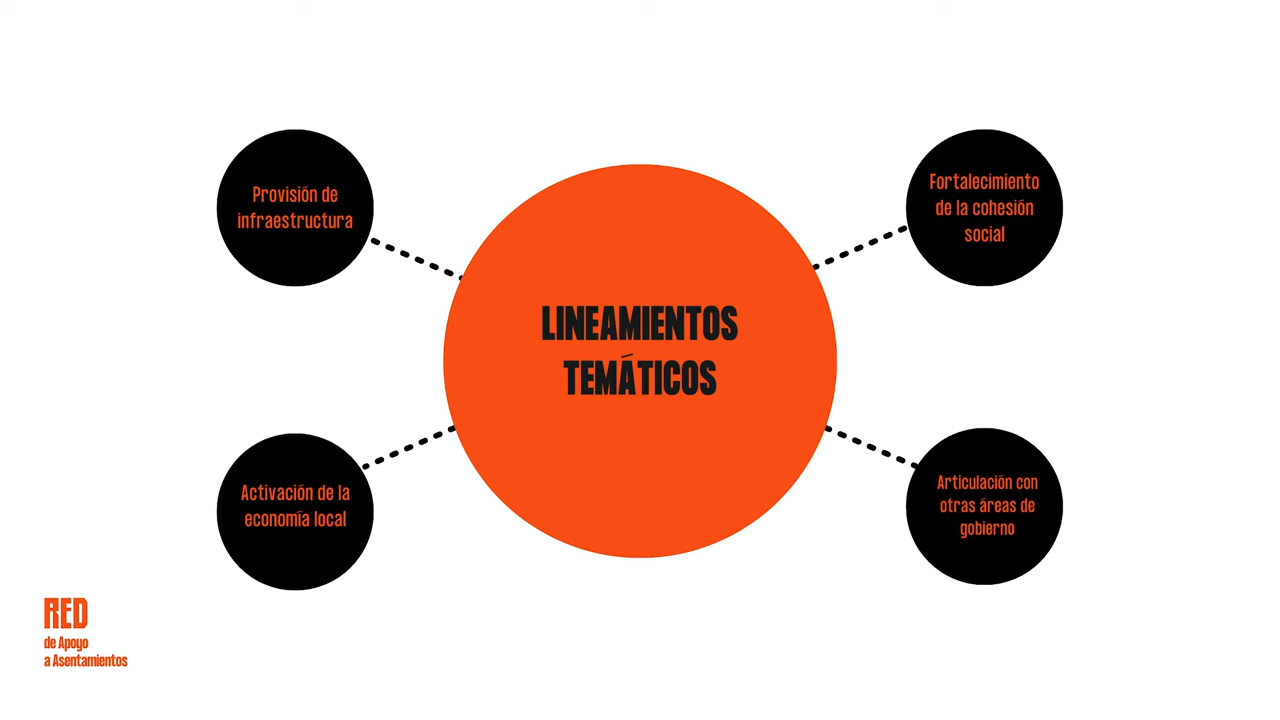 Provisión de
infraestructura
Fortalecimiento
de la cohesión
social
LINEAMIENTOS
TEMÁTICOS
Activación de la
economía local
Articulación con
otras áreas de
gobierno
RED
de Apoyo
a Asentamientos